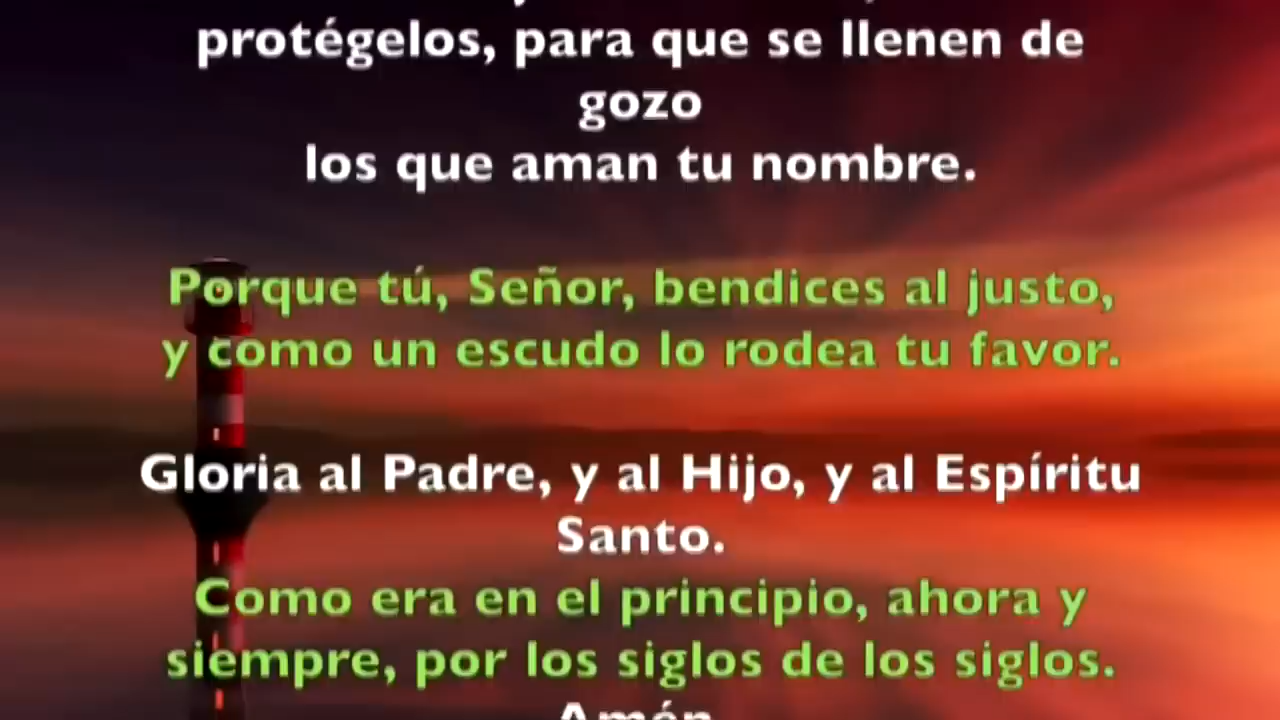 protégelos, para que se llenen de
gozo
los que aman tu nombre.
Porque tú, Señor, bendices al justo,
y como un escudo lo rodea tu favor.
Gloria al Padre, y al Hijo, y al Espíritu
Santo.
Como era en el principio, ahora y
siempre, por los siglos de los siglos.
Amén